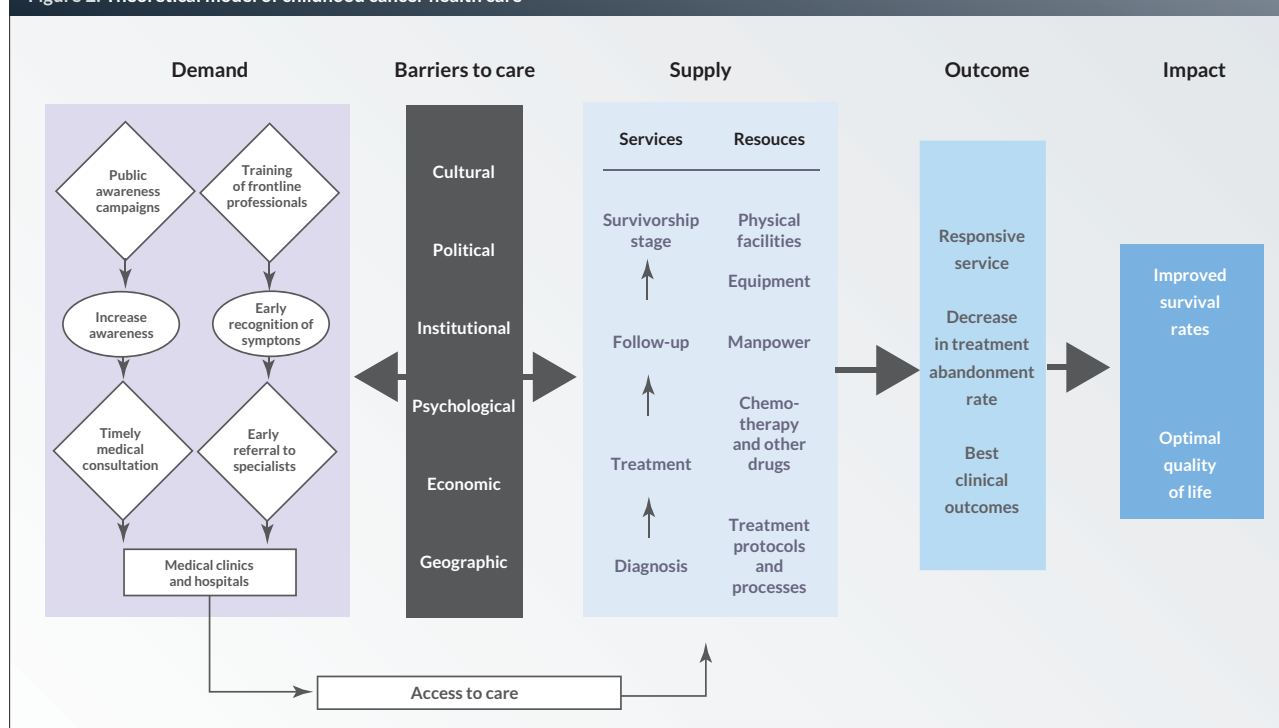 Figure 2. Theoretical model of childhood cancer health care
Demand
Barriers to care
Supply
Outcome
Impact
Public
awareness
campaigns
Training
of frontline
professionals
Increase
awareness
Early
recognition of
symptons
Timely
medical
consultation
Early
referral to
specialists
Medical clinics
and hospitals
Cultural
Political
Institutional
Psychological
Economic
Geographic
Services
Resouces
Survivorship
stage
Follow-up
Treatment
Diagnosis
Physical
facilities
Equipment
Manpower
Chemo-
therapy
and other
drugs
Treatment
protocols
and
processes
Responsive
service
Decrease
in treatment
abandonment
rate
Best
clinical
outcomes
Improved
survival
rates
Optimal
quality
of life
Access to care